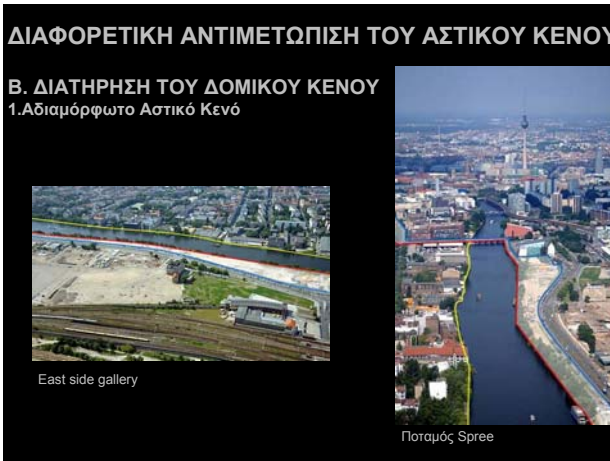 ΔΙΑΦΟΡΕΤΙΚΗ ΑΝΤΙΜΕΤΩΠΙΣΗ ΤΟΥ ΑΣΤΙΚΟΥ ΚΕΝΟΥ
Β. ΔΙΑΤΗΡΗΣΗ ΤΟΥ ΔΟΜΙΚΟΥ ΚΕΝΟΥ
1.Αδιαμόρφωτο Αστικό Κενό
East side gallery
Ποταμός Spree